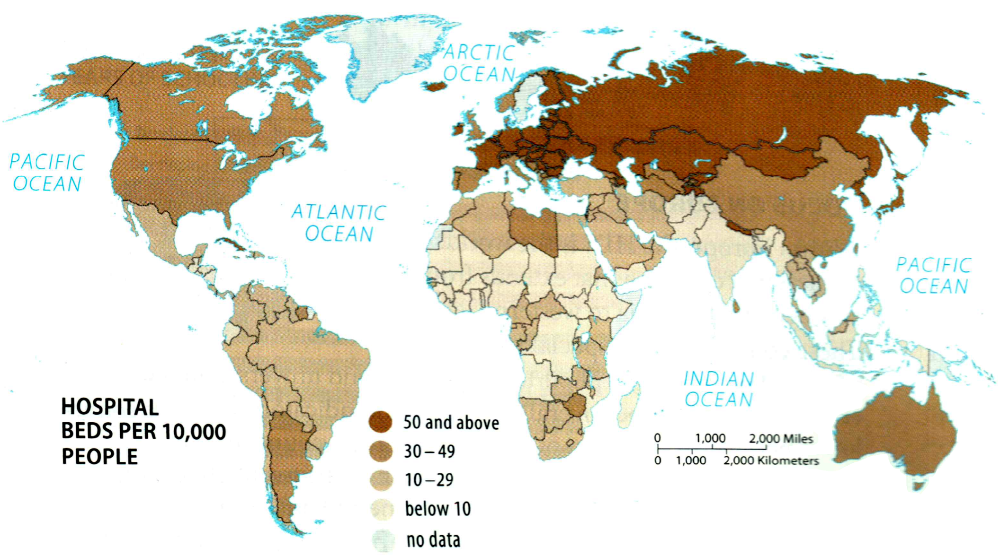 ARCTIC
OCEAN
PACIFIC
OCEAN
ATLANTIC
OCEAN
PACIFIC
OCEAN
INDIAN
OCEAN
HOSPITAL
BEDS PER 10,000
PEOPLE
50 and above
30–49
10–29
below 10
no data
0 1,000 2,000 Miles
0 1,000 2,000 Kilometers